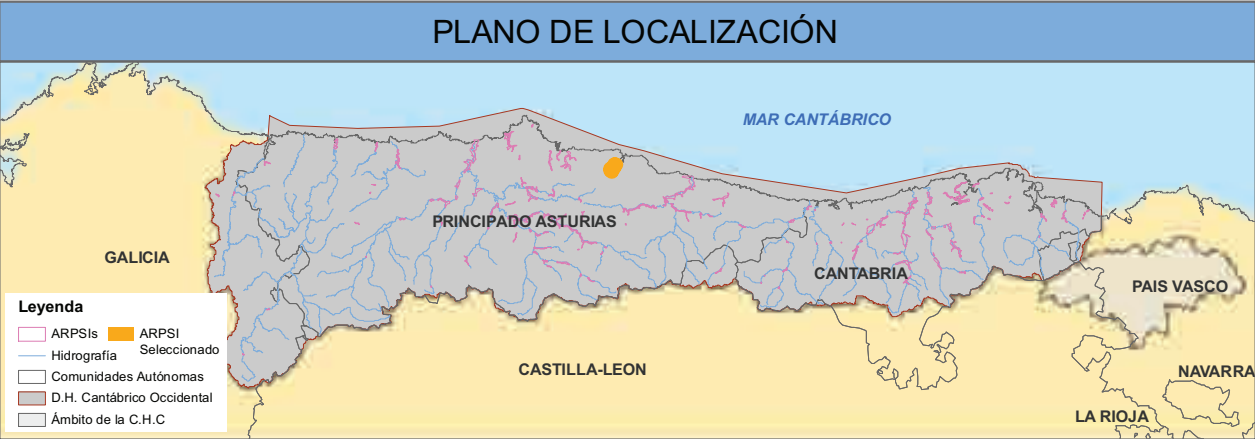 PLANO DE LOCALIZACIÓN
MAR CANTÁBRICO
PRINCIPADO ASTURIAS
GALICIA
CANTABRIA
PAIS VASCO
CASTILLA-LEON
NAVARRA
LA RIOJA
Leyenda
ARPSIs
ARPSI
Seleccionado
Hidrografía
Comunidades Autónomas
D.H. Cantábrico Occidental
Ámbito de la C.H.C